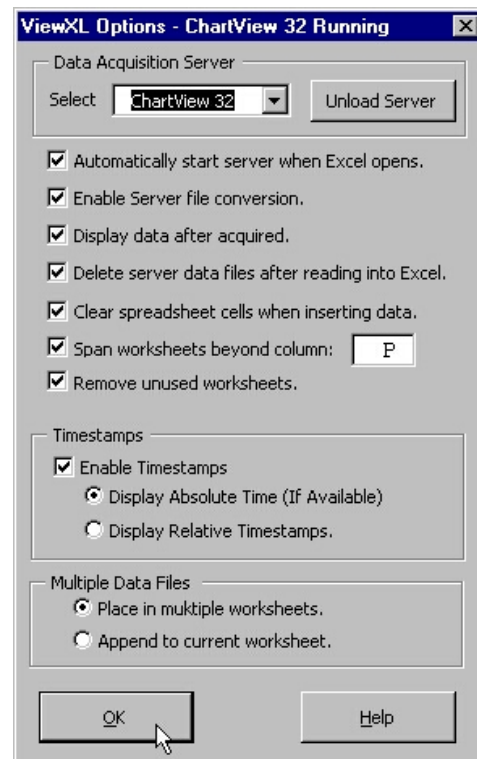 ViewXL Options - ChartView 32 Running
Data Acquisition Server
Select ChartView 32 Unload Server
Automatically start server when Excel opens.
Enable Server file conversion.
Display data after acquired.
Delete server data files after reading into Excel.
Clear spreadsheet cells when inserting data.
Span worksheets beyond column: P
Remove unused worksheets.
Timestamps
Enable Timestamps
Display Absolute Time (If Available)
Display Relative Timestamps.
Multiple Data Files
Place in muktiple worksheets.
Append to current worksheet.
OK Help